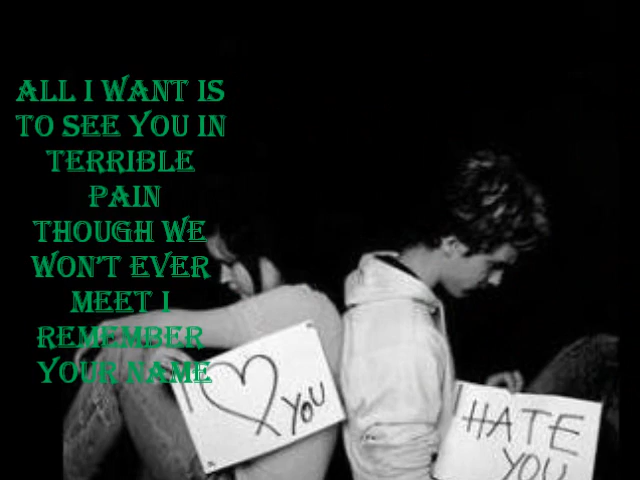 ALL I WANT IS
TO SEE YOU IN
TERRIBLE
PAIN
THOUGH WE
WON'T EVER
MEET I
REMEMBER
YOUR NAME
I ♥ YOU
HATE
YOU